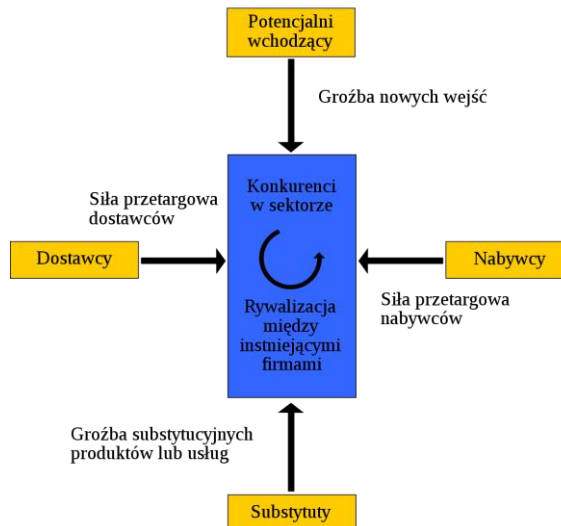 Potencjalni
wchodzący
Groźba nowych wejść
Konkurenci
w sektorze
Siła przetargowa
dostawców
Dostawcy
Nabywcy
Siła przetargowa
nabywców
Rywalizacja
między
instniejącymi
firmami
Groźba substytucyjnych
produktów lub usług
Substytuty